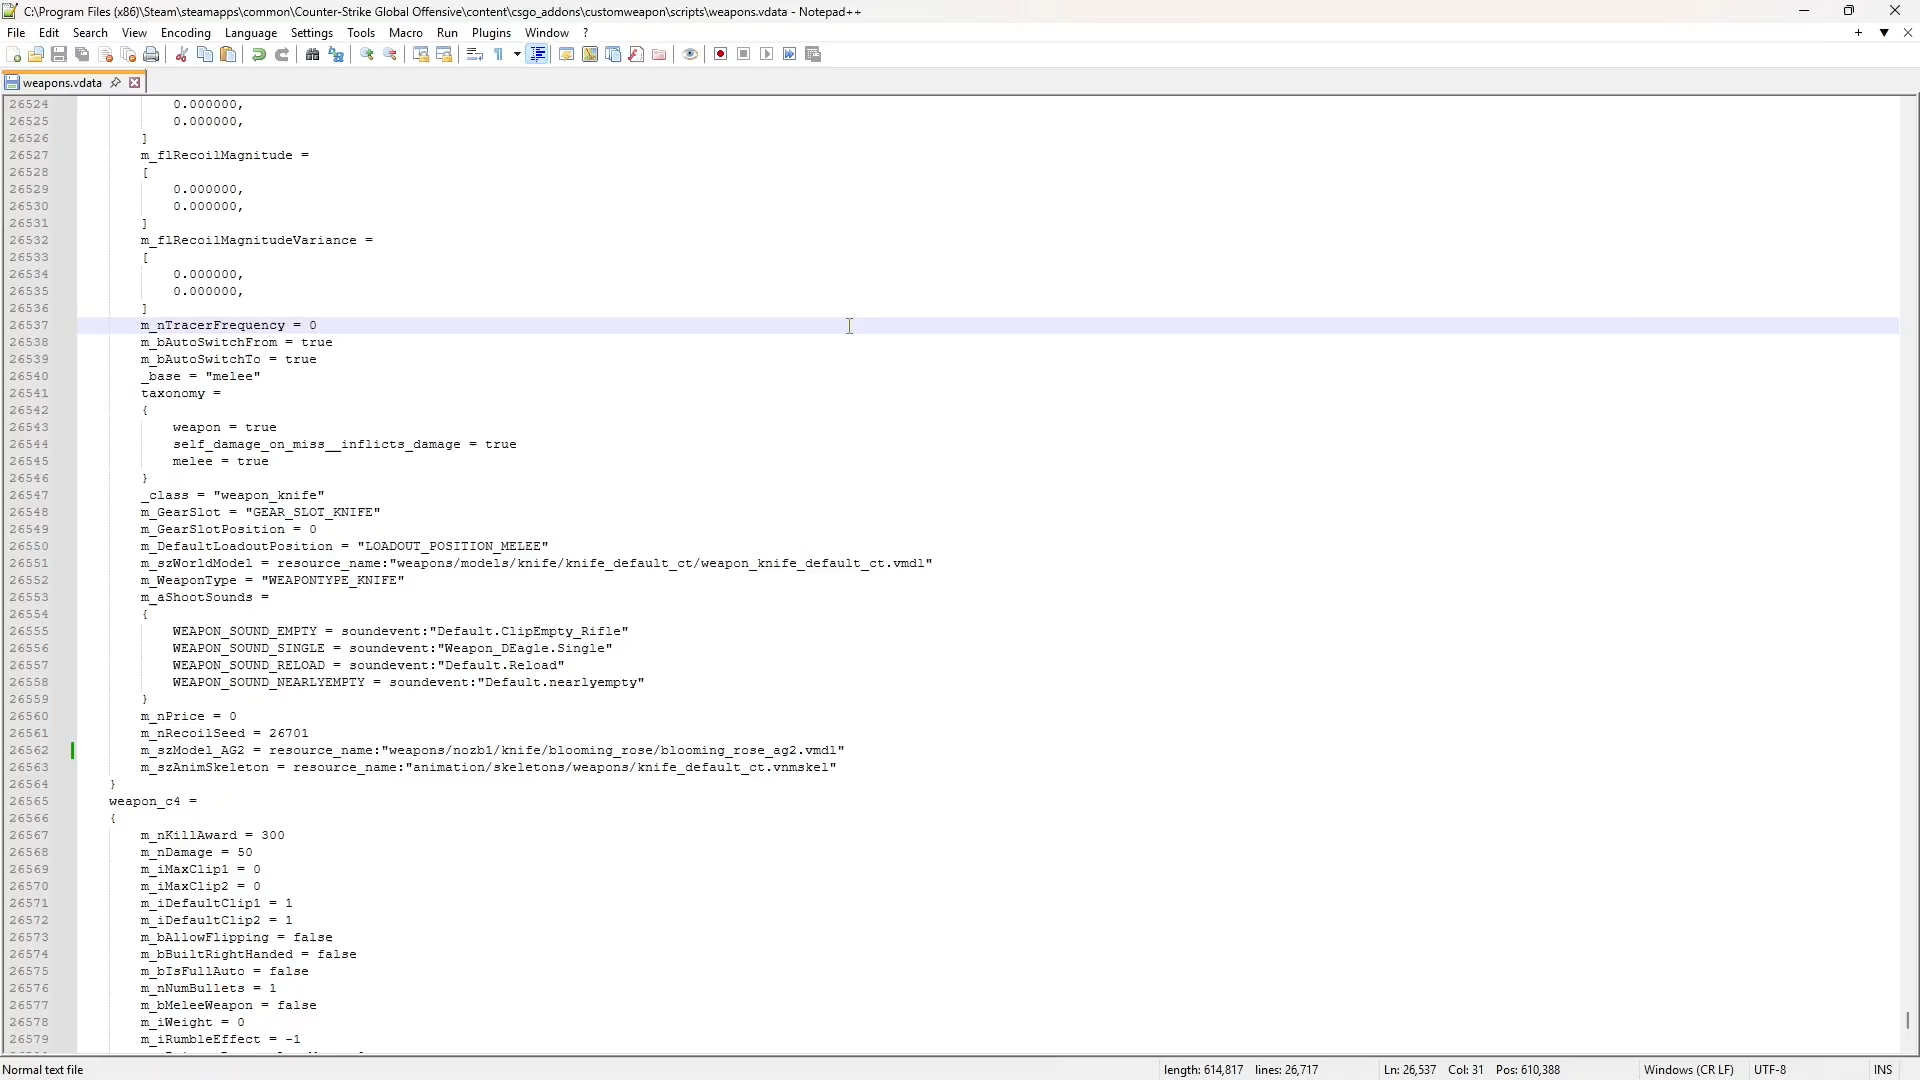 C:\Program Files (x86)\Steam\steamapps\common\Counter-Strike Global Offensive\content\csgo_addons\customweapon\scripts\weapons.vdata - Notepad++
File Edit Search View Encoding Language Settings Tools Macro Run Plugins Window ?
weapons.vdata
26524 0.000000,
26525 0.000000,
26526 ]
26527 m_flRecoilMagnitude =
26528 [
26529 0.000000,
26530 0.000000,
26531 ]
26532 m_flRecoilMagnitudeVariance =
26533 [
26534 0.000000,
26535 0.000000,
26536 ]
26537 m_nTracerFrequency = 0
26538 m_bAutoSwitchFrom = true
26539 m_bAutoSwitchTo = true
26540 _base = "melee"
26541 taxonomy =
26542 {
26543 weapon = true
26544 self_damage_on_miss__inflicts_damage = true
26545 melee = true
26546 }
26547 _class = "weapon_knife"
26548 m_GearSlot = "GEAR_SLOT_KNIFE"
26549 m_GearSlotPosition = 0
26550 m_DefaultLoadoutPosition = "LOADOUT_POSITION_MELEE"
26551 m_szWorldModel = resource_name:"weapons/models/knife/knife_default_ct/weapon_knife_default_ct.vmdl"
26552 m_WeaponType = "WEAPONTYPE_KNIFE"
26553 m_aShootSounds =
26554 {
26555 WEAPON_SOUND_EMPTY = soundevent:"Default.ClipEmpty_Rifle"
26556 WEAPON_SOUND_SINGLE = soundevent:"Weapon_DEagle.Single"
26557 WEAPON_SOUND_RELOAD = soundevent:"Default.Reload"
26558 WEAPON_SOUND_NEARLYEMPTY = soundevent:"Default.nearlyempty"
26559 }
26560 m_nPrice = 0
26561 m_nRecoilSeed = 26701
26562 m_szModel_AG2 = resource_name:"weapons/nozb1/knife/blooming_rose/blooming_rose_ag2.vmdl"
26563 m_szAnimSkeleton = resource_name:"animation/skeletons/weapons/knife_default_ct.vnmskel"
26564 }
26565 weapon_c4 =
26566 {
26567 m_nKillAward = 300
26568 m_nDamage = 50
26569 m_iMaxClip1 = 0
26570 m_iMaxClip2 = 0
26571 m_iDefaultClip1 = 1
26572 m_iDefaultClip2 = 1
26573 m_bAllowFlipping = false
26574 m_bBuiltRightHanded = false
26575 m_bIsFullAuto = false
26576 m_nNumBullets = 1
26577 m_bMeleeWeapon = false
26578 m_iWeight = 0
26579 m_iRumbleEffect = -1
Normal text file length: 614,817 lines: 26,717 Ln: 26,537 Col: 31 Pos: 610,388 Windows (CR LF) UTF-8 INS